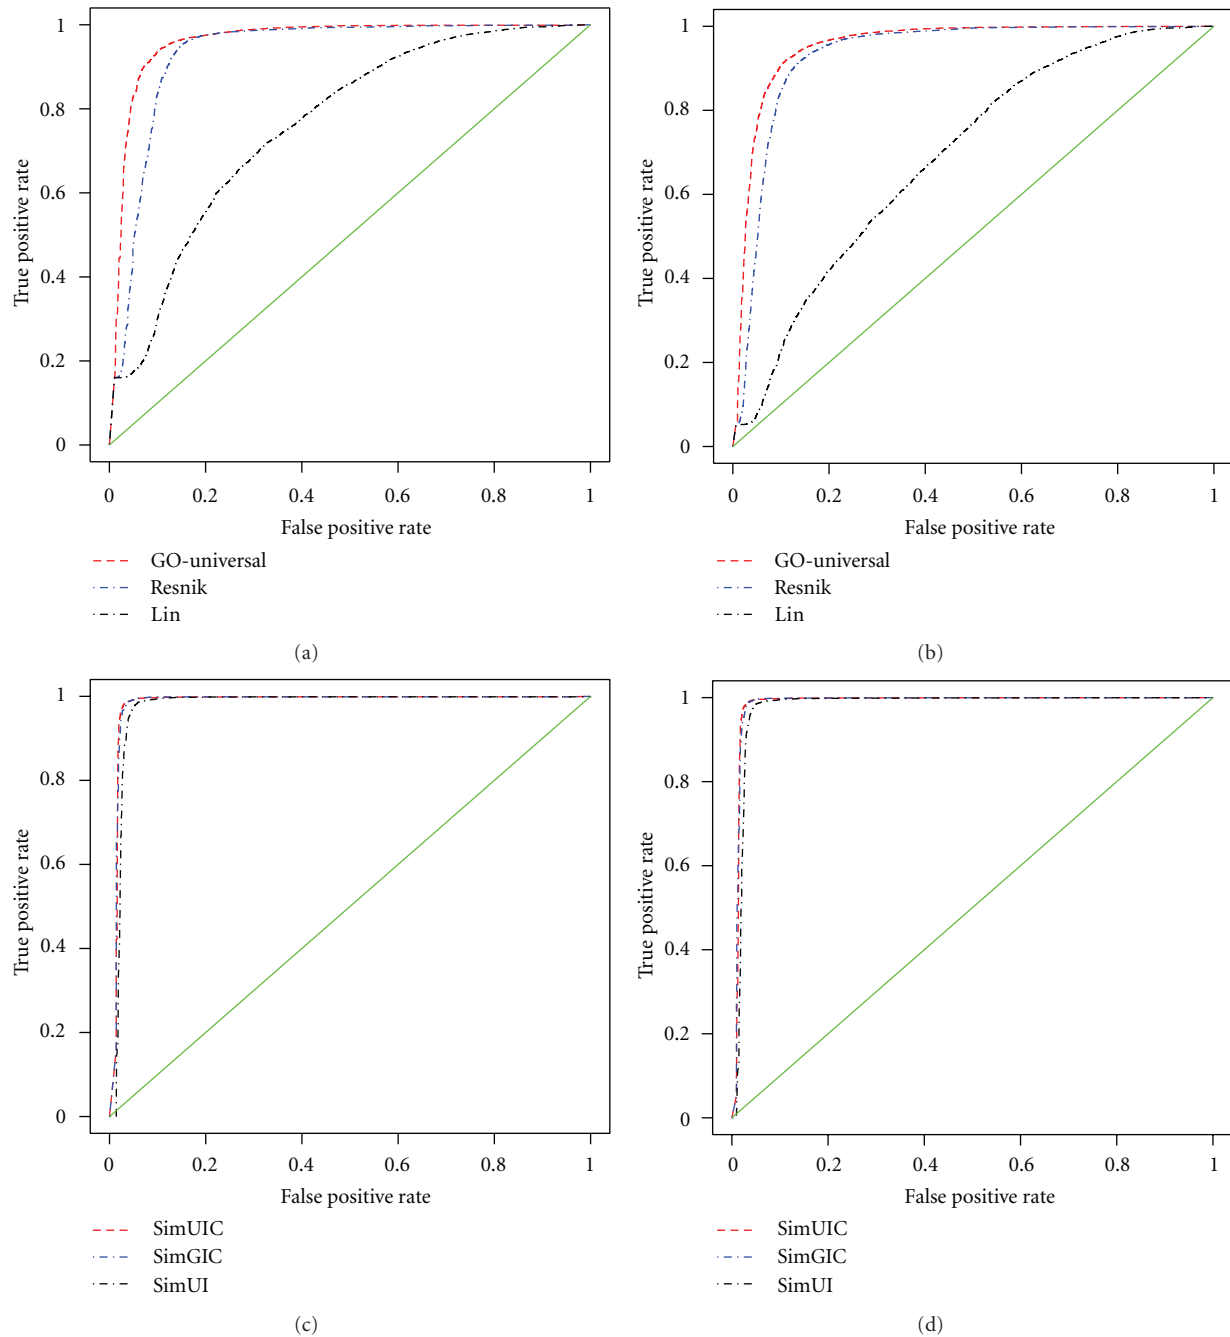 1
0.8
0.6
0.4
0.2
0
True positive rate
0 0.2 0.4 0.6 0.8 1
False positive rate
GO-universal
Resnik
Lin
(a)
1
0.8
0.6
0.4
0.2
0
True positive rate
0 0.2 0.4 0.6 0.8 1
False positive rate
GO-universal
Resnik
Lin
(b)
1
0.8
0.6
0.4
0.2
0
True positive rate
0 0.2 0.4 0.6 0.8 1
False positive rate
SimUIC
SimGIC
SimUI
(c)
1
0.8
0.6
0.4
0.2
0
True positive rate
0 0.2 0.4 0.6 0.8 1
False positive rate
SimUIC
SimGIC
SimUI
(d)